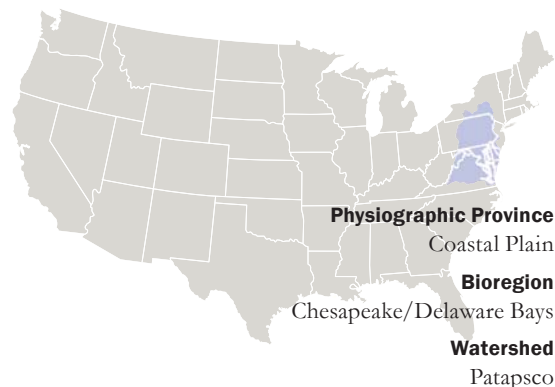 Physiographic Province
Coastal Plain
Bioregion
Chesapeake/Delaware Bays
Watershed
Patapsco